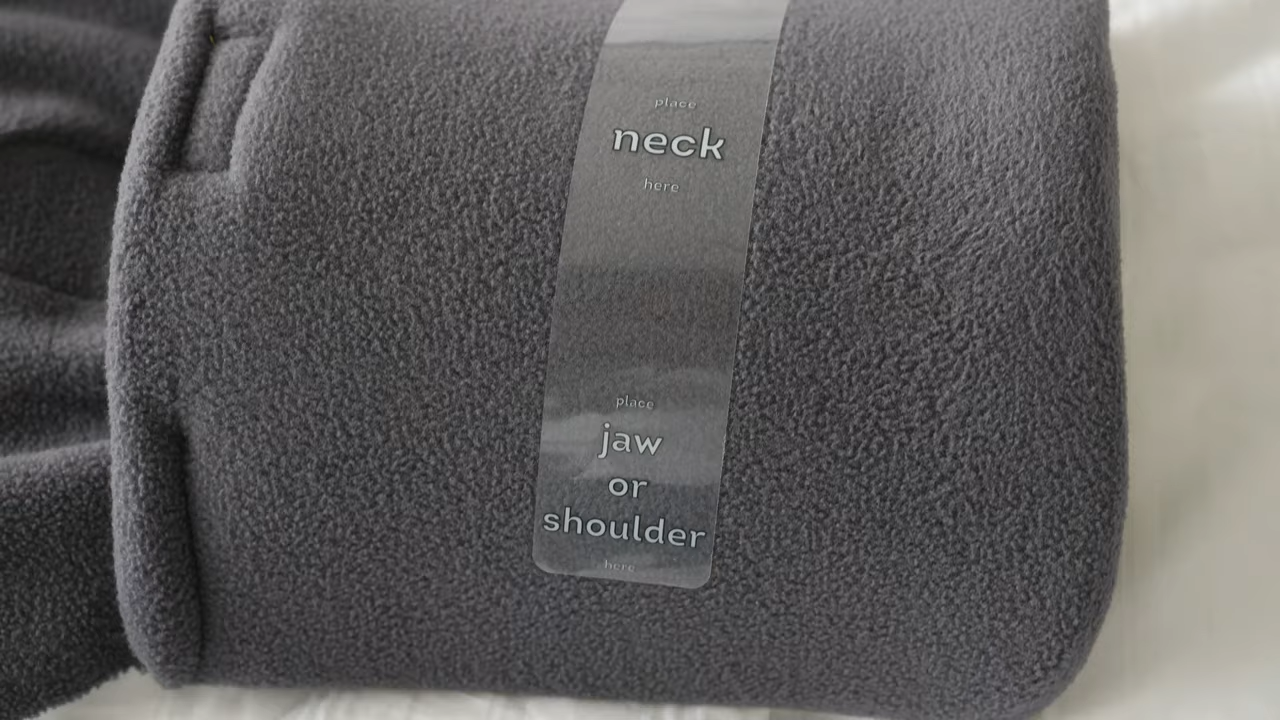 place
neck
here
place
jaw
or
shoulder
here